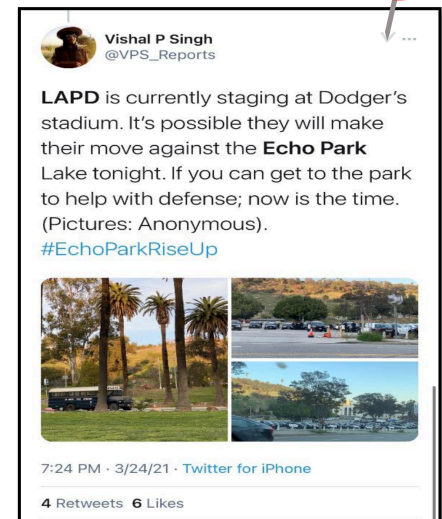 Vishal P Singh
@VPS_Reports
LAPD is currently staging at Dodger's
stadium. It's possible they will make
their move against the Echo Park
Lake tonight. If you can get to the park
to help with defense; now is the time.
(Pictures: Anonymous).
#EchoParkRiseUp
7:24 PM · 3/24/21 · Twitter for iPhone
4 Retweets 6 Likes